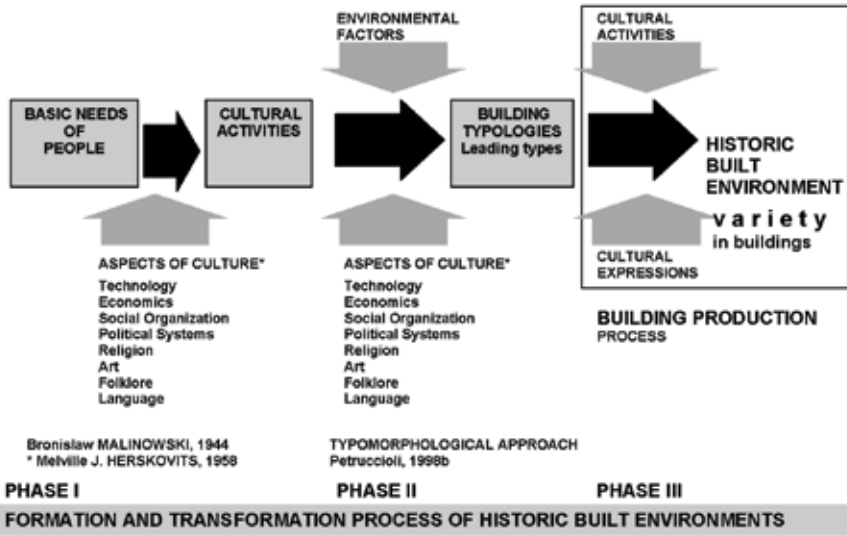 ENVIRONMENTAL
FACTORS
CULTURAL
ACTIVITIES
BASIC NEEDS
OF
PEOPLE
CULTURAL
ACTIVITIES
BUILDING
TYPOLOGIES
Leading types
HISTORIC
BUILT
ENVIRONMENT
variety
in buildings
ASPECTS OF CULTURE*
Technology
Economics
Social Organization
Political Systems
Religion
Art
Folklore
Language
ASPECTS OF CULTURE*
Technology
Economics
Social Organization
Political Systems
Religion
Art
Folklore
Language
CULTURAL
EXPRESSIONS
BUILDING PRODUCTION
PROCESS
Bronislaw MALINOWSKI, 1944
* Melville J. HERSKOVITS, 1958
TYPOMORPHOLOGICAL APPROACH
Petruccioli, 1998b
PHASE I
PHASE II
PHASE III
FORMATION AND TRANSFORMATION PROCESS OF HISTORIC BUILT ENVIRONMENTS